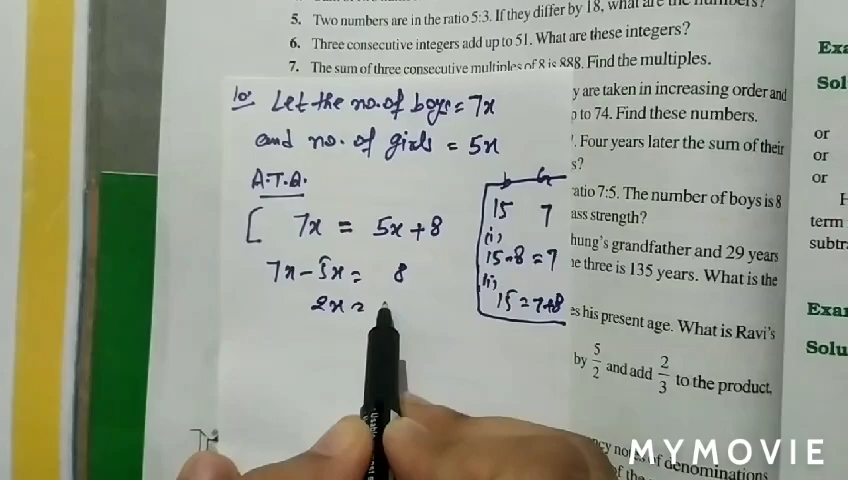 5. Two numbers are in the ratio 5:3. If they differ by 18, what are the numbers?
6. Three consecutive integers add up to 51. What are these integers?
7. The sum of three consecutive multiples of 8 is 888. Find the multiples.
y are taken in increasing order and
to 74. Find these numbers.
Four years later the sum of their
s?
ratio 7:5. The number of boys is 8
ass strength?
hung's grandfather and 29 years
the three is 135 years. What is the
es his present age. What is Ravi's
by 5/2 and add 2/3 to the product,
ncy notes of denominations
of the
10. Let the no. of boys = 7x
and no. of girls = 5x
A.T.Q.
[ 7x = 5x + 8
7x - 5x = 8
2x =
b G
15 7
(i)
15 - 8 = 7
(ii)
15 = 7+8
Exa
Sol
or
or
or
H
term
subtr
Exa
Solu
MYMOVIE